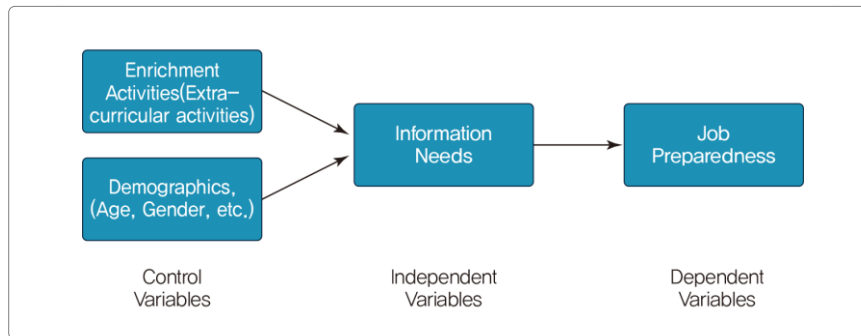 Enrichment
Activities(Extra-
curricular activities)
Demographics,
(Age, Gender, etc.)
Information
Needs
Job
Preparedness
Control
Variables
Independent
Variables
Dependent
Variables